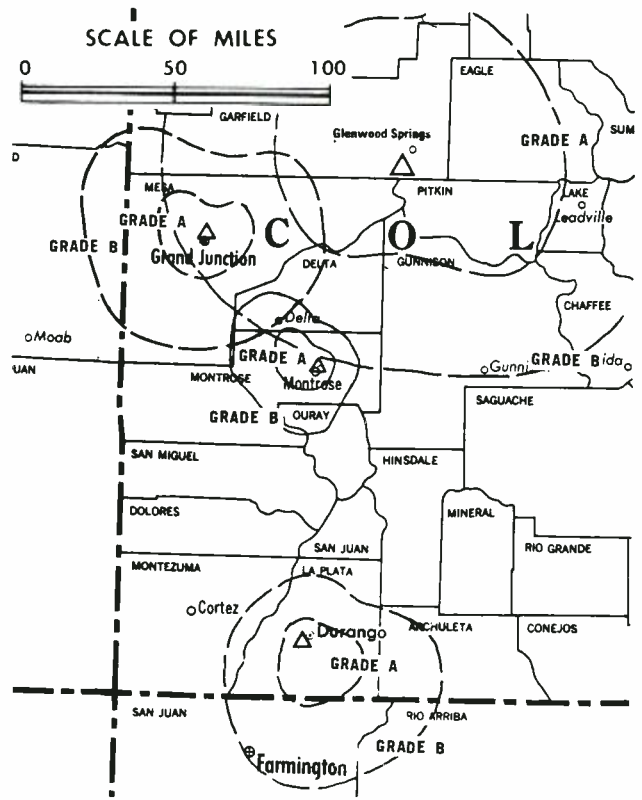 SCALE OF MILES
0 50 100
EAGLE
GARFIELD
Glenwood Springs
GRADE A
SUM
D
MESA
PITKIN
LAKE
Leadville
GRADE A
GRADE B
C O L
Grand Junction
DELTA
GUNNISON
CHAFFEE
Delta
Moab
GRADE A
Gunni
GRADE B
ida
UAN
MONTROSE
Montrose
SAGUACHE
GRADE B
OURAY
SAN MIGUEL
HINSDALE
DOLORES
MINERAL
SAN JUAN
RIO GRANDE
MONTEZUMA
LA PLATA
Cortez
Durango
ARCHULETA
CONEJOS
GRADE A
SAN JUAN
RIO ARRIBA
GRADE B
Farmington